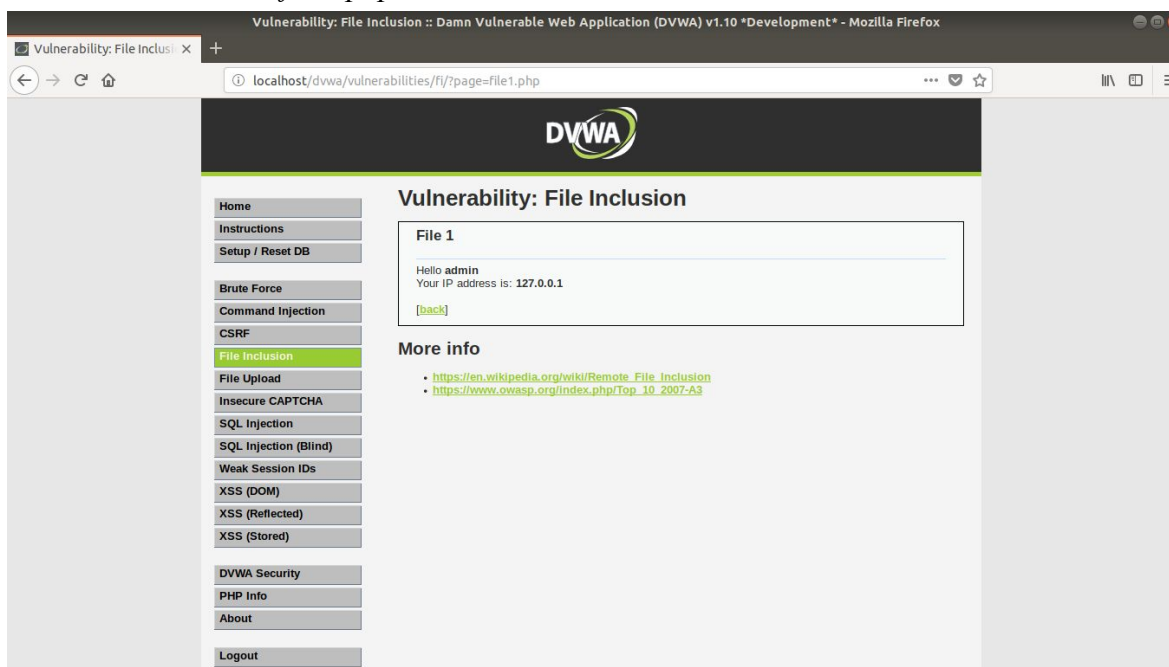 Vulnerability: File Inclusion :: Damn Vulnerable Web Application (DVWA) v1.10 *Development* - Mozilla Firefox
Vulnerability: File Inclusi
localhost/dvwa/vulnerabilities/fi/?page=file1.php
DVWA
Home
Instructions
Setup / Reset DB
Brute Force
Command Injection
CSRF
File Inclusion
File Upload
Insecure CAPTCHA
SQL Injection
SQL Injection (Blind)
Weak Session IDs
XSS (DOM)
XSS (Reflected)
XSS (Stored)
DVWA Security
PHP Info
About
Logout
Vulnerability: File Inclusion
File 1
Hello admin
Your IP address is: 127.0.0.1
[back]
More info
https://en.wikipedia.org/wiki/Remote_File_Inclusion
https://www.owasp.org/index.php/Top_10_2007-A3